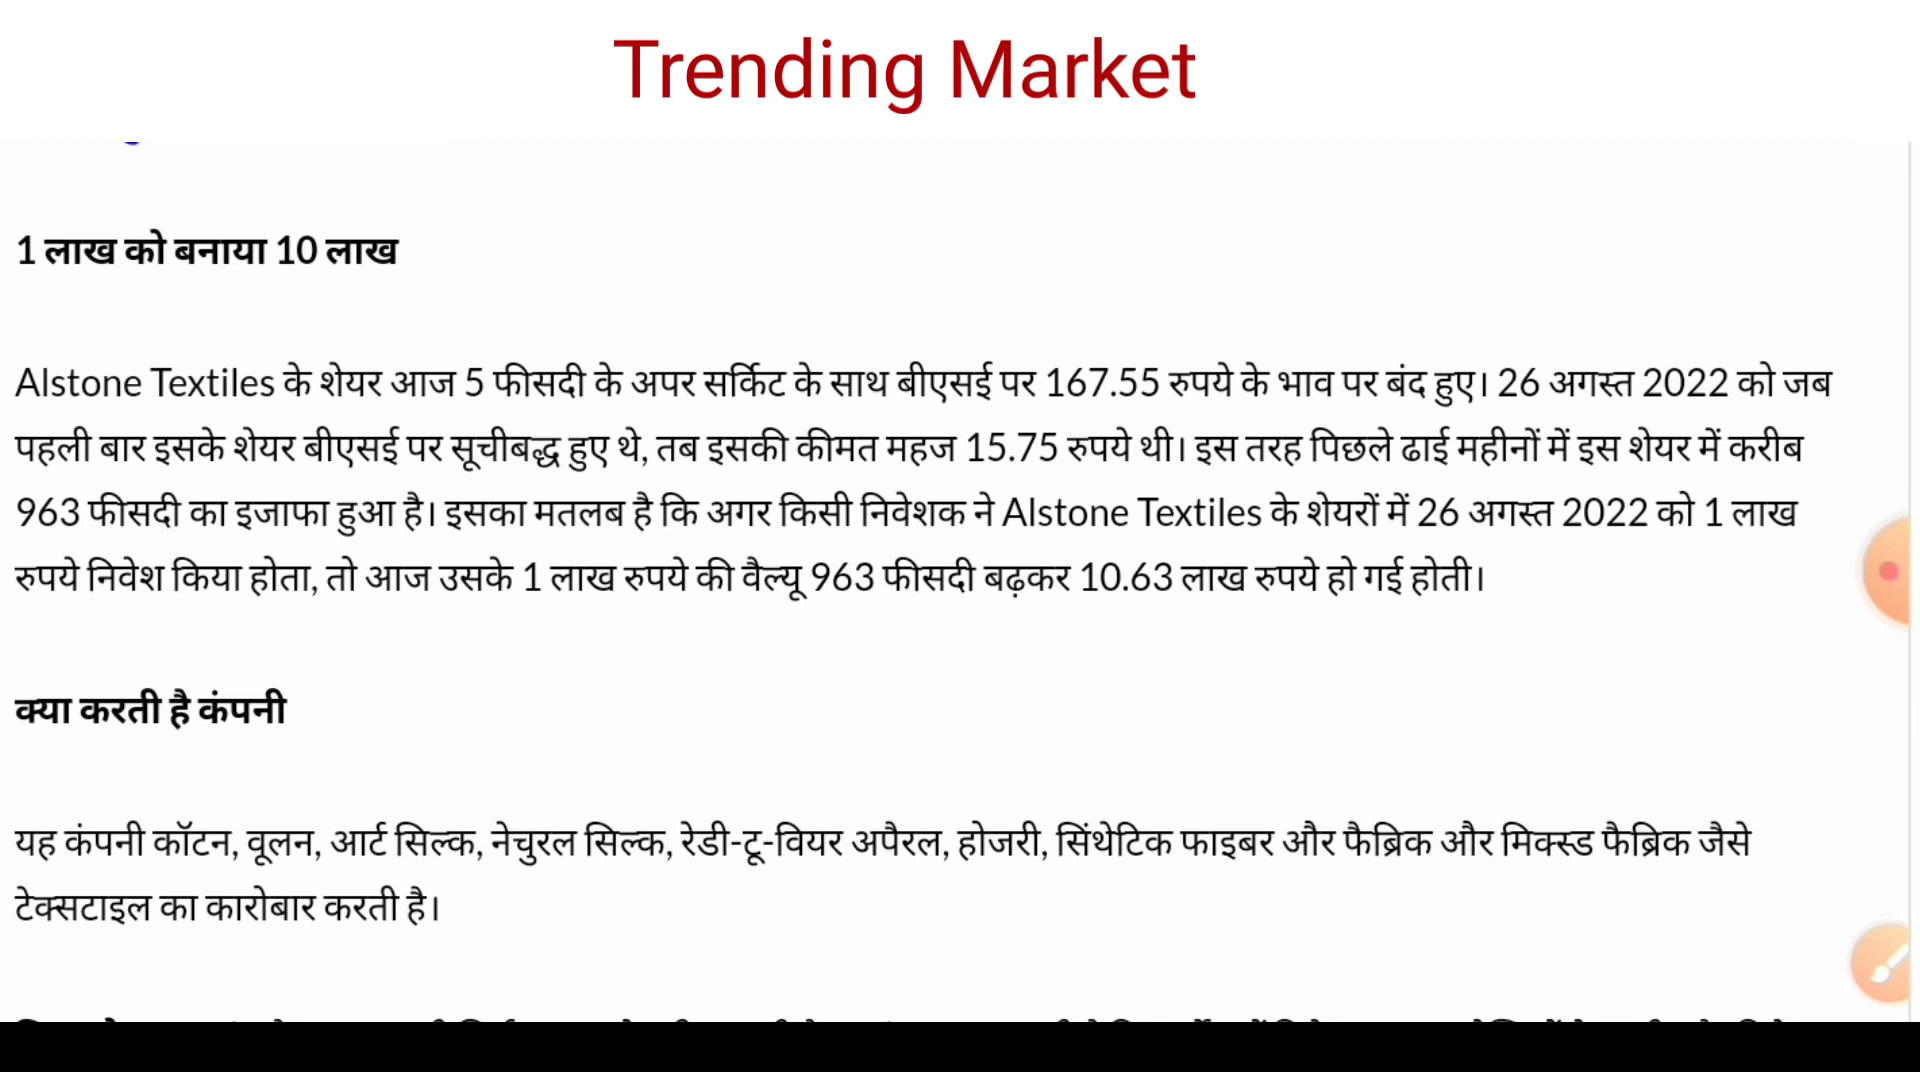 Trending Market
1 लाख को बनाया 10 लाख
Alstone Textiles के शेयर आज 5 फीसदी के अपर सर्किट के साथ बीएसई पर 167.55 रुपये के भाव पर बंद हुए। 26 अगस्त 2022 को जब
पहली बार इसके शेयर बीएसई पर सूचीबद्ध हुए थे, तब इसकी कीमत महज 15.75 रुपये थी। इस तरह पिछले ढाई महीनों में इस शेयर में करीब
963 फीसदी का इजाफा हुआ है। इसका मतलब है कि अगर किसी निवेशक ने Alstone Textiles के शेयरों में 26 अगस्त 2022 को 1 लाख
रुपये निवेश किया होता, तो आज उसके 1 लाख रुपये की वैल्यू 963 फीसदी बढ़कर 10.63 लाख रुपये हो गई होती।
क्या करती है कंपनी
यह कंपनी कॉटन, वूलन, आर्ट सिल्क, नेचुरल सिल्क, रेडी-टू-वियर अपैरल, होजरी, सिंथेटिक फाइबर और फैब्रिक और मिक्स्ड फैब्रिक जैसे
टेक्सटाइल का कारोबार करती है।